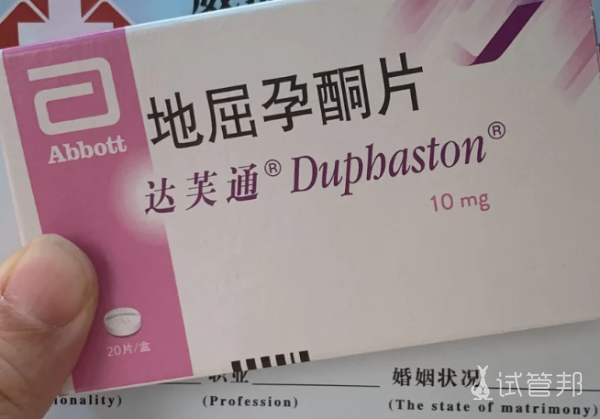 Abbott
地屈孕酮片
达芙通® Duphaston®
10 mg
20片/盒
职业
婚姻状况
ionality)
(Profession)
(The state of matrimony)
试管邦